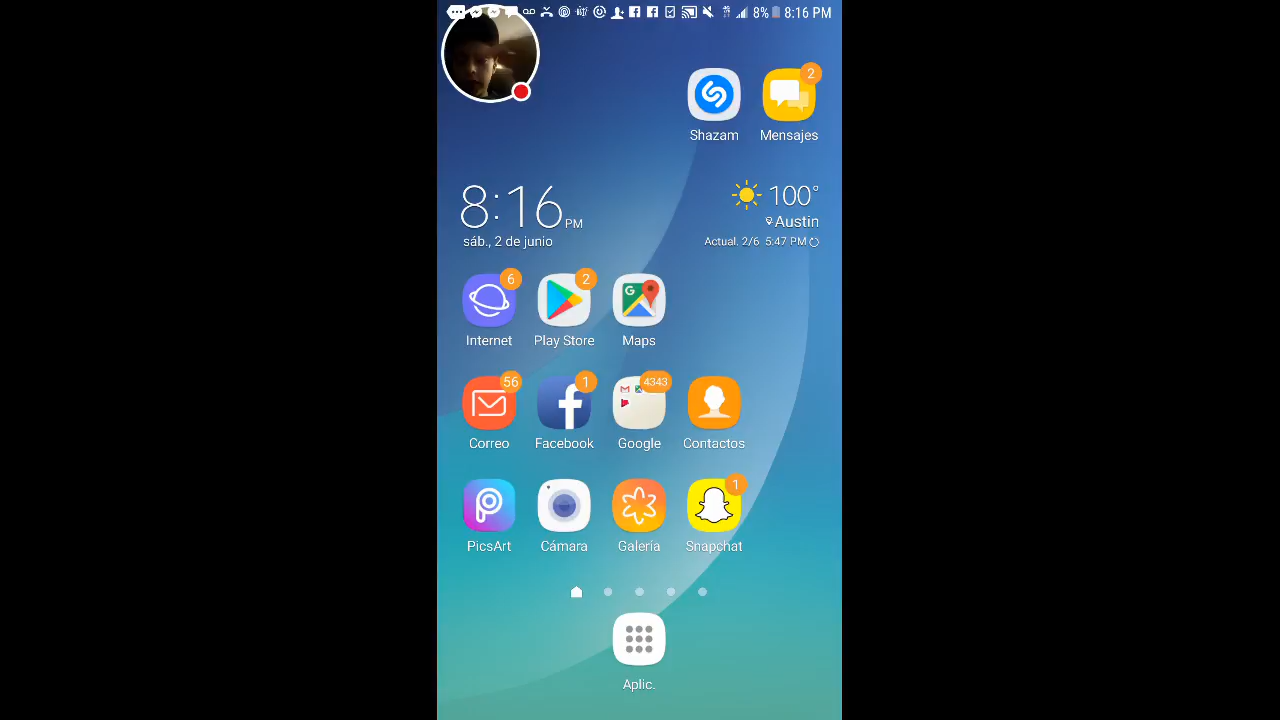 8% 8:16 PM
2
Shazam Mensajes
8:16 PM
100°
Austin
sáb., 2 de junio
Actual. 2/6 5:47 PM
6 2
Internet Play Store Maps
56 1 4343
Correo Facebook Google Contactos
1
PicsArt Cámara Galería Snapchat
Aplic.